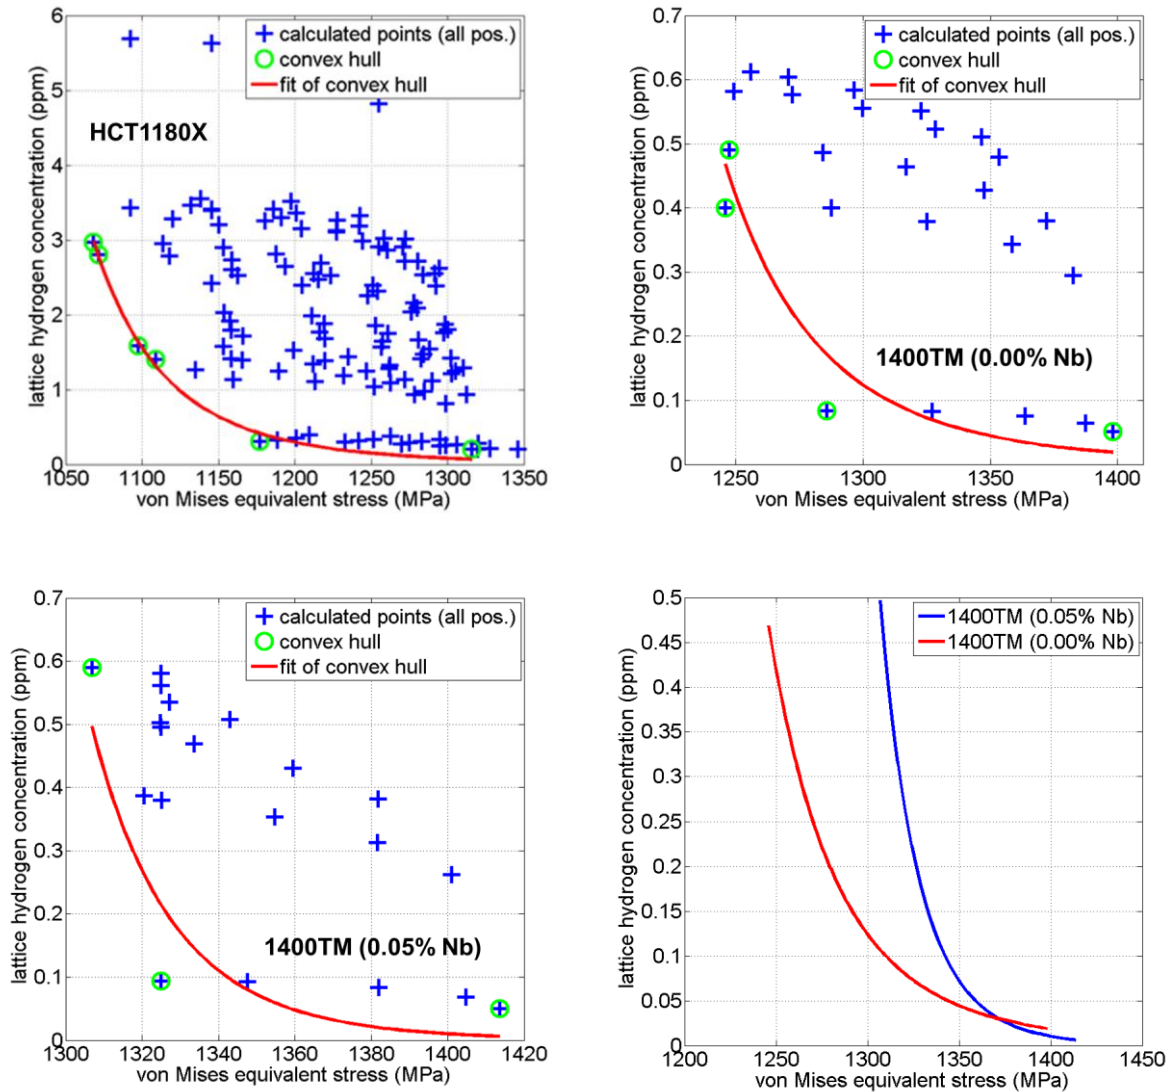 6
5
4
3
2
1
0
1050
1100
1150
1200
1250
1300
1350
lattice hydrogen concentration (ppm)
von Mises equivalent stress (MPa)
HCT1180X
calculated points (all pos.)
convex hull
fit of convex hull
0.7
0.6
0.5
0.4
0.3
0.2
0.1
0
1250
1300
1350
1400
lattice hydrogen concentration (ppm)
von Mises equivalent stress (MPa)
calculated points (all pos.)
convex hull
fit of convex hull
1400TM (0.00% Nb)
0.7
0.6
0.5
0.4
0.3
0.2
0.1
0
1300
1320
1340
1360
1380
1400
1420
lattice hydrogen concentration (ppm)
von Mises equivalent stress (MPa)
calculated points (all pos.)
convex hull
fit of convex hull
1400TM (0.05% Nb)
0.5
0.45
0.4
0.35
0.3
0.25
0.2
0.15
0.1
0.05
0
1200
1250
1300
1350
1400
1450
lattice hydrogen concentration (ppm)
von Mises equivalent stress (MPa)
1400TM (0.05% Nb)
1400TM (0.00% Nb)